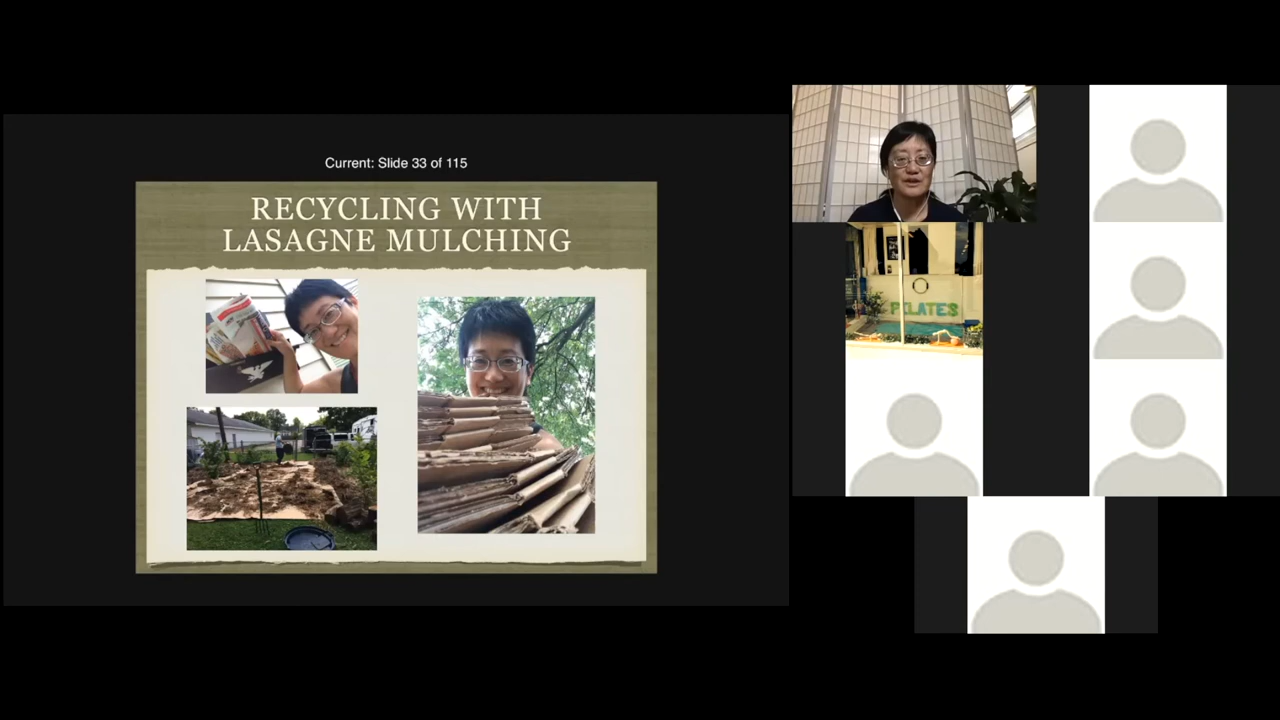 Current: Slide 33 of 115
RECYCLING WITH
LASAGNE MULCHING
PILATES